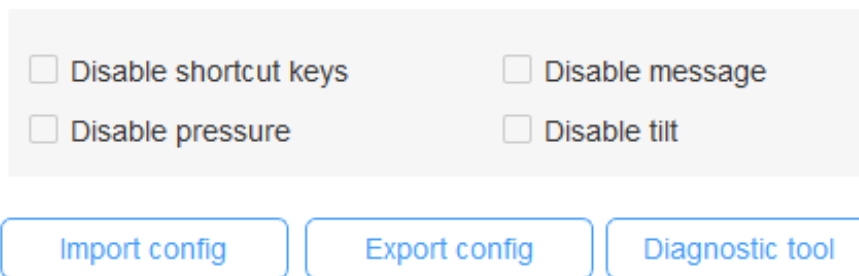 Disable shortcut keys Disable message
Disable pressure Disable tilt
Import config Export config Diagnostic tool